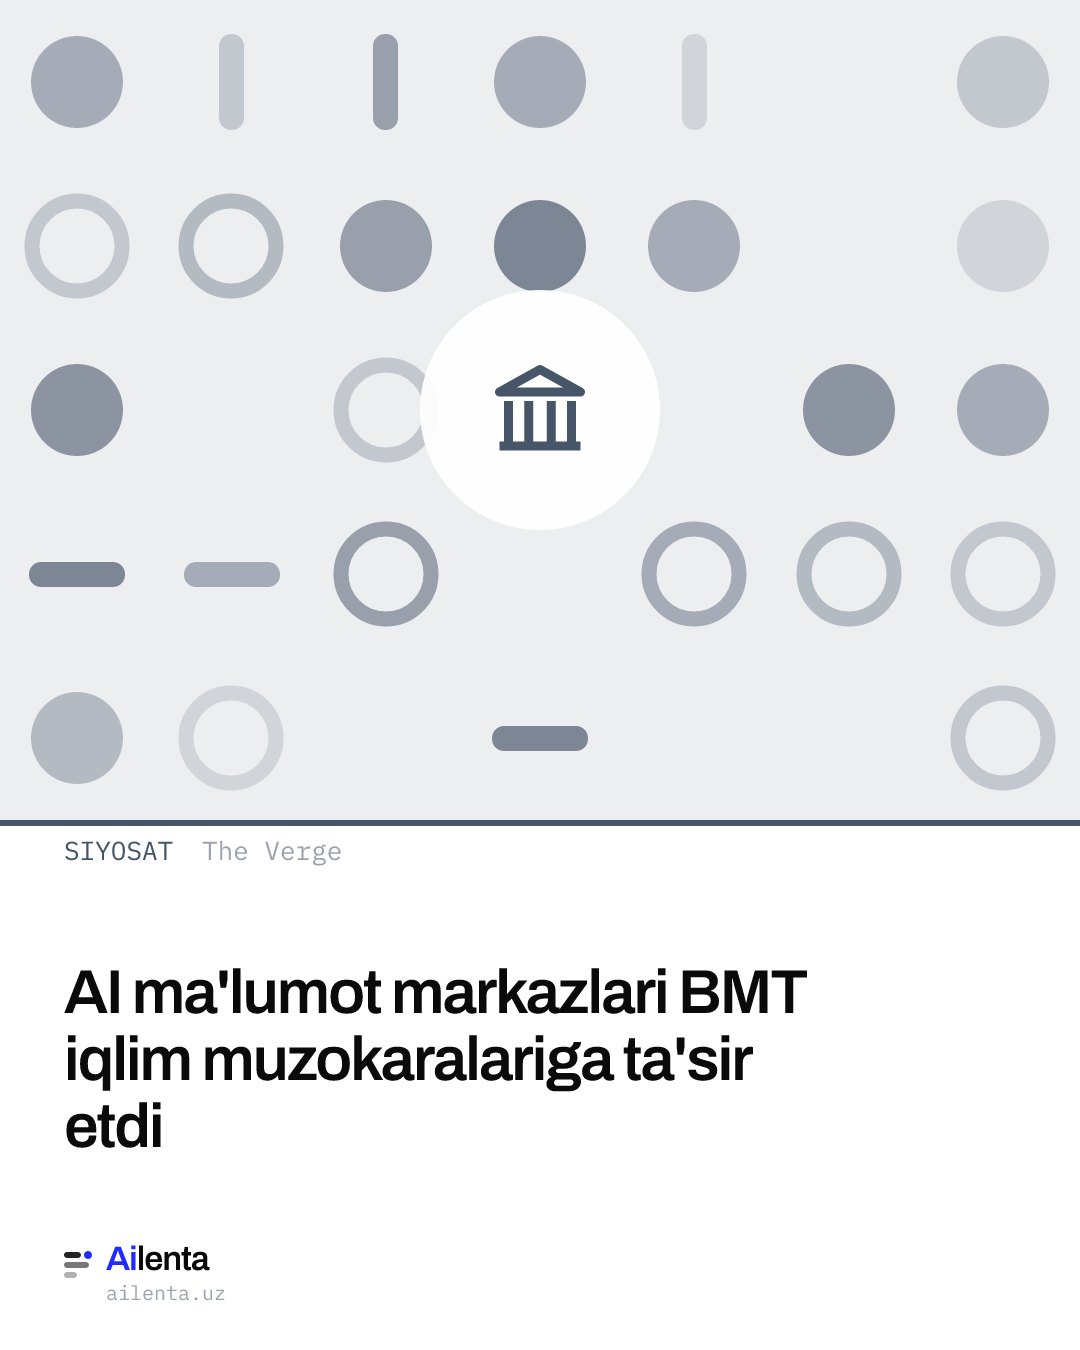 SIYOSAT The Verge
AI ma'lumot markazlari BMT
iqlim muzokaralariga ta'sir
etdi
Ailenta
ailenta.uz